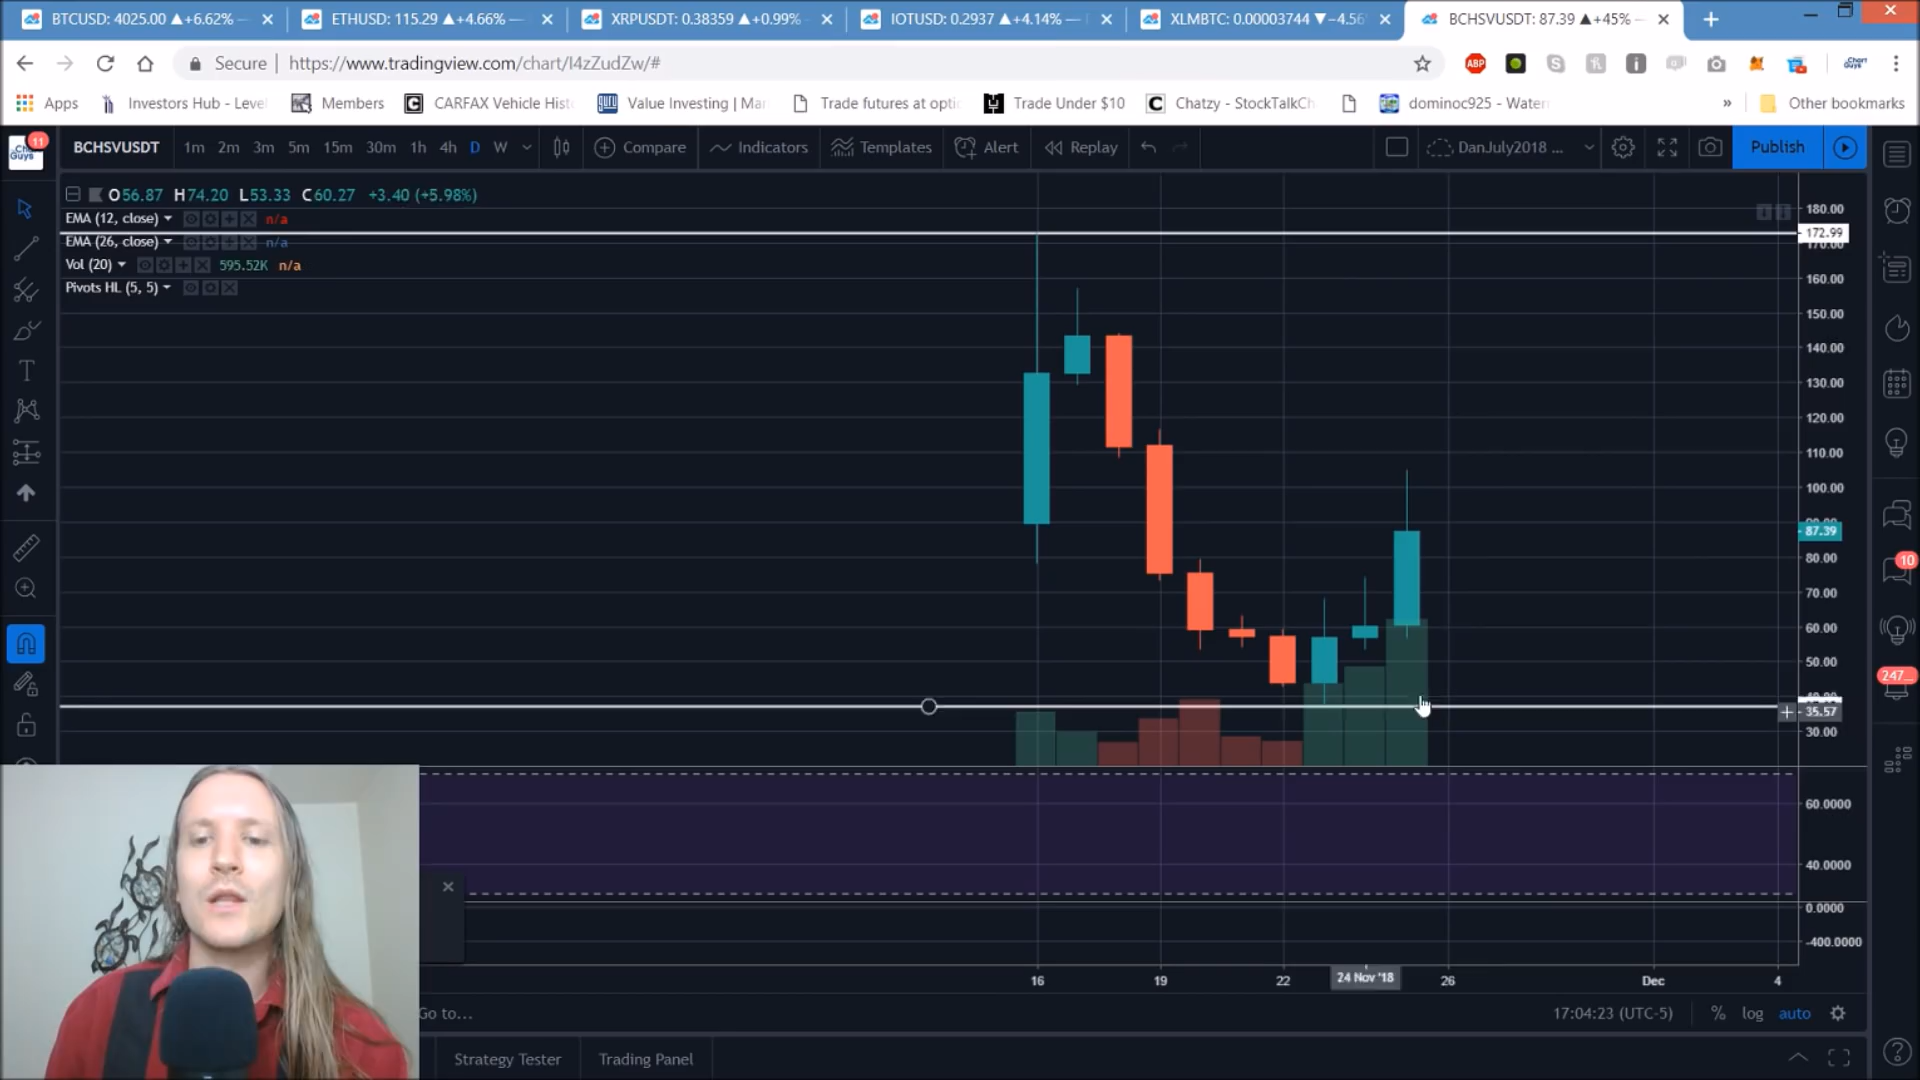 BTCUSD: 4025.00 ▲+6.62% —
ETHUSD: 115.29 ▲+4.66% —
XRPUSDT: 0.38359 ▲+0.99%
IOTUSD: 0.2937 ▲+4.14% —
XLMBTC: 0.00003744 ▼−4.56
BCHSVUSDT: 87.39 ▲+45% —
Secure | https://www.tradingview.com/chart/I4zZudZw/#
ABP
Apps
Investors Hub - Level
Members
CARFAX Vehicle Hist
Value Investing | Mar
Trade futures at optio
Trade Under $10
Chatzy - StockTalkCh
dominoc925 - Water
» Other bookmarks
11
BCHSVUSDT 1m 2m 3m 5m 15m 30m 1h 4h D W Compare Indicators Templates Alert Replay DanJuly2018 ... Publish
O56.87 H74.20 L53.33 C60.27 +3.40 (+5.98%)
EMA (12, close) n/a
EMA (26, close) n/a
Vol (20) 595.52K n/a
Pivots HL (5, 5)
180.00
172.99
170.00
160.00
150.00
140.00
130.00
120.00
110.00
100.00
87.39
80.00
70.00
60.00
50.00
35.57
30.00
60.0000
40.0000
0.0000
-400.0000
10
247...
16 19 22 24 Nov '18 26 Dec 4
Go to...
17:04:23 (UTC-5) % log auto
Strategy Tester Trading Panel